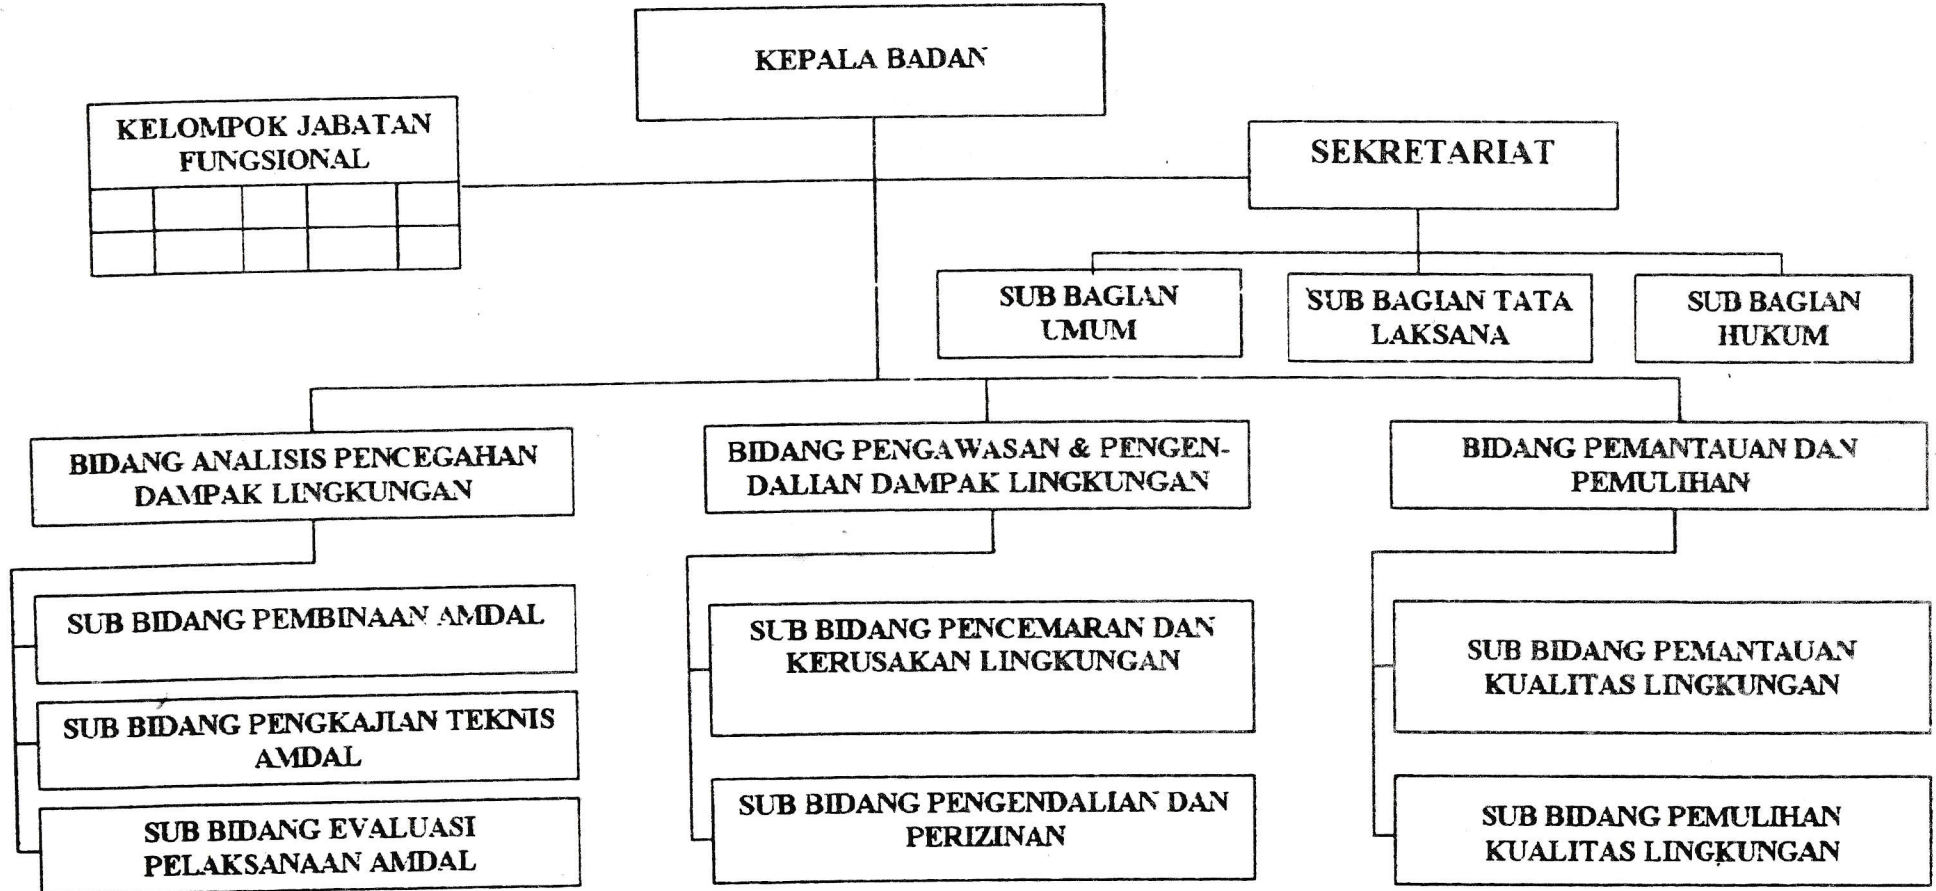 KEPALA BADAN
KELOMPOK JABATAN
FUNGSIONAL
SEKRETARIAT
SUB BAGIAN
UMUM
SUB BAGIAN TATA
LAKSANA
SUB BAGIAN
HUKUM
BIDANG ANALISIS PENCEGAHAN
DAMPAK LINGKUNGAN
BIDANG PENGAWASAN & PENGEN-
DALIAN DAMPAK LINGKUNGAN
BIDANG PEMANTAUAN DAN
PEMULIHAN
SUB BIDANG PEMBINAAN AMDAL
SUB BIDANG PENGKAJIAN TEKNIS
AMDAL
SUB BIDANG EVALUASI
PELAKSANAAN AMDAL
SUB BIDANG PENCEMARAN DAN
KERUSAKAN LINGKUNGAN
SUB BIDANG PENGENDALIAN DAN
PERIZINAN
SUB BIDANG PEMANTAUAN
KUALITAS LINGKUNGAN
SUB BIDANG PEMULIHAN
KUALITAS LINGKUNGAN